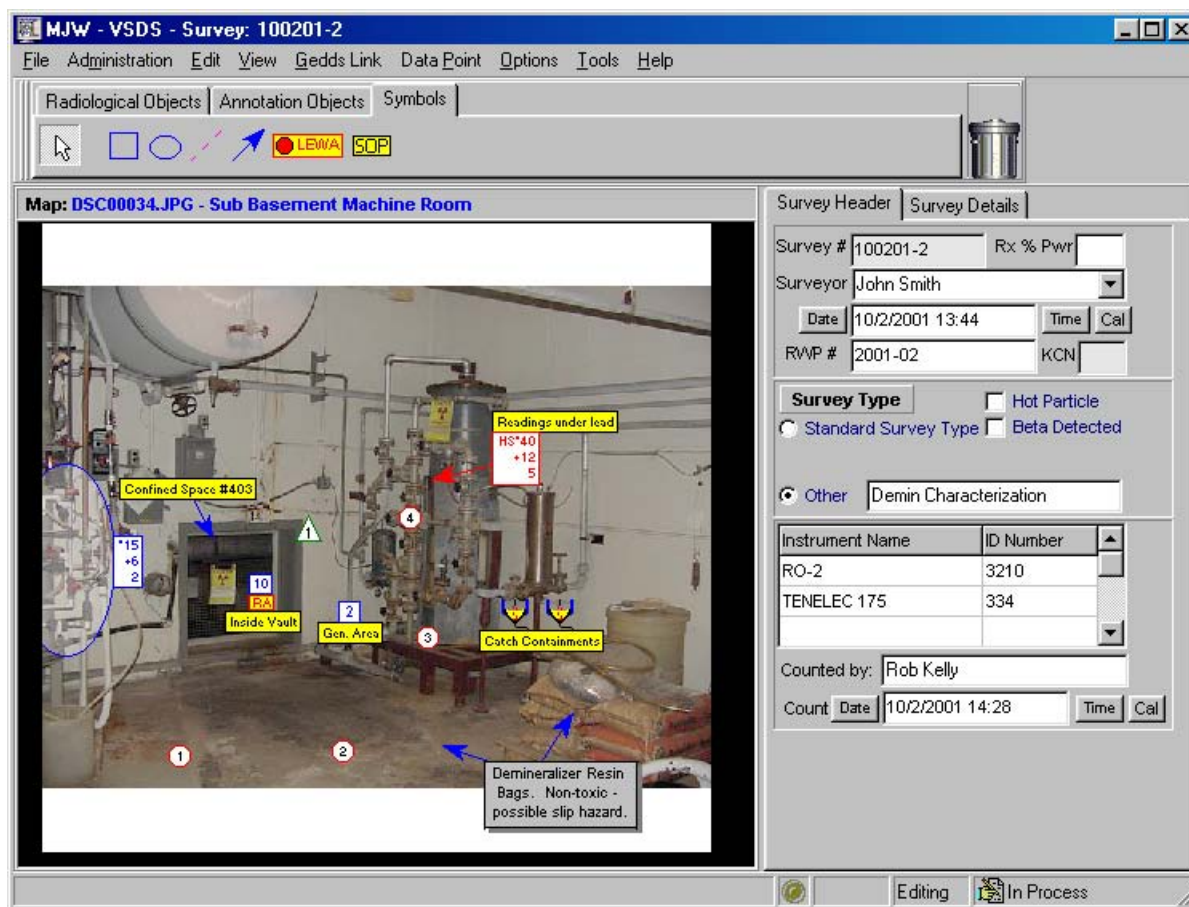 MJW - VSDS - Survey: 100201-2
File Administration Edit View Gedds Link Data Point Options Tools Help
Radiological Objects Annotation Objects Symbols
LEWA SOP
Map: DSC00034.JPG - Sub Basement Machine Room
Readings under lead
HS*40
+12
5
Confined Space #403
4
1
*15
+6
2
10
RA
Inside Vault
2
Gen. Area
3
Catch Containments
1
2
Demineralizer Resin
Bags. Non-toxic -
possible slip hazard.
Survey Header Survey Details
Survey # 100201-2 Rx % Pwr
Surveyor John Smith
Date 10/2/2001 13:44 Time Cal
RWP # 2001-02 KCN
Survey Type Hot Particle
Standard Survey Type Beta Detected
Other Demin Characterization
Instrument Name ID Number
RO-2 3210
TENELEC 175 334
Counted by: Rob Kelly
Count Date 10/2/2001 14:28 Time Cal
Editing In Process